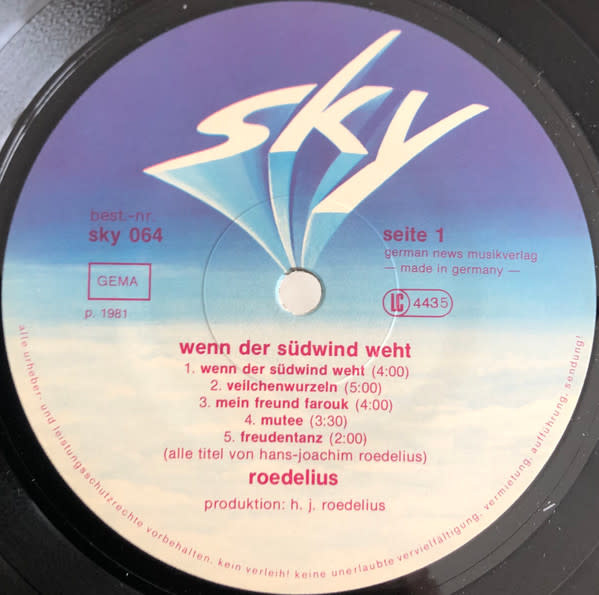 sky
best.-nr.
sky 064
seite 1
german news musikverlag
— made in germany —
GEMA
LC 4435
p. 1981
wenn der südwind weht
1. wenn der südwind weht (4:00)
2. veilchenwurzeln (5:00)
3. mein freund farouk (4:00)
4. mutee (3:30)
5. freudentanz (2:00)
(alle titel von hans-joachim roedelius)
roedelius
produktion: h. j. roedelius
alle urheber- und leistungsschutzrechte vorbehalten. kein verleih! keine unerlaubte vervielfältigung, vermietung, aufführung, sendung!